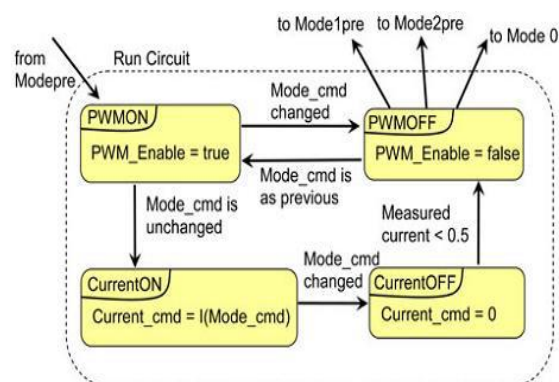 to Mode1pre
to Mode2pre
to Mode 0
from
Modepre
Run Circuit
Mode_cmd
changed
PWMON
PWM_Enable = true
PWMOFF
PWM_Enable = false
Mode_cmd is
as previous
Mode_cmd is
unchanged
Measured
current < 0.5
Mode_cmd
changed
CurrentON
Current_cmd = I(Mode_cmd)
CurrentOFF
Current_cmd = 0